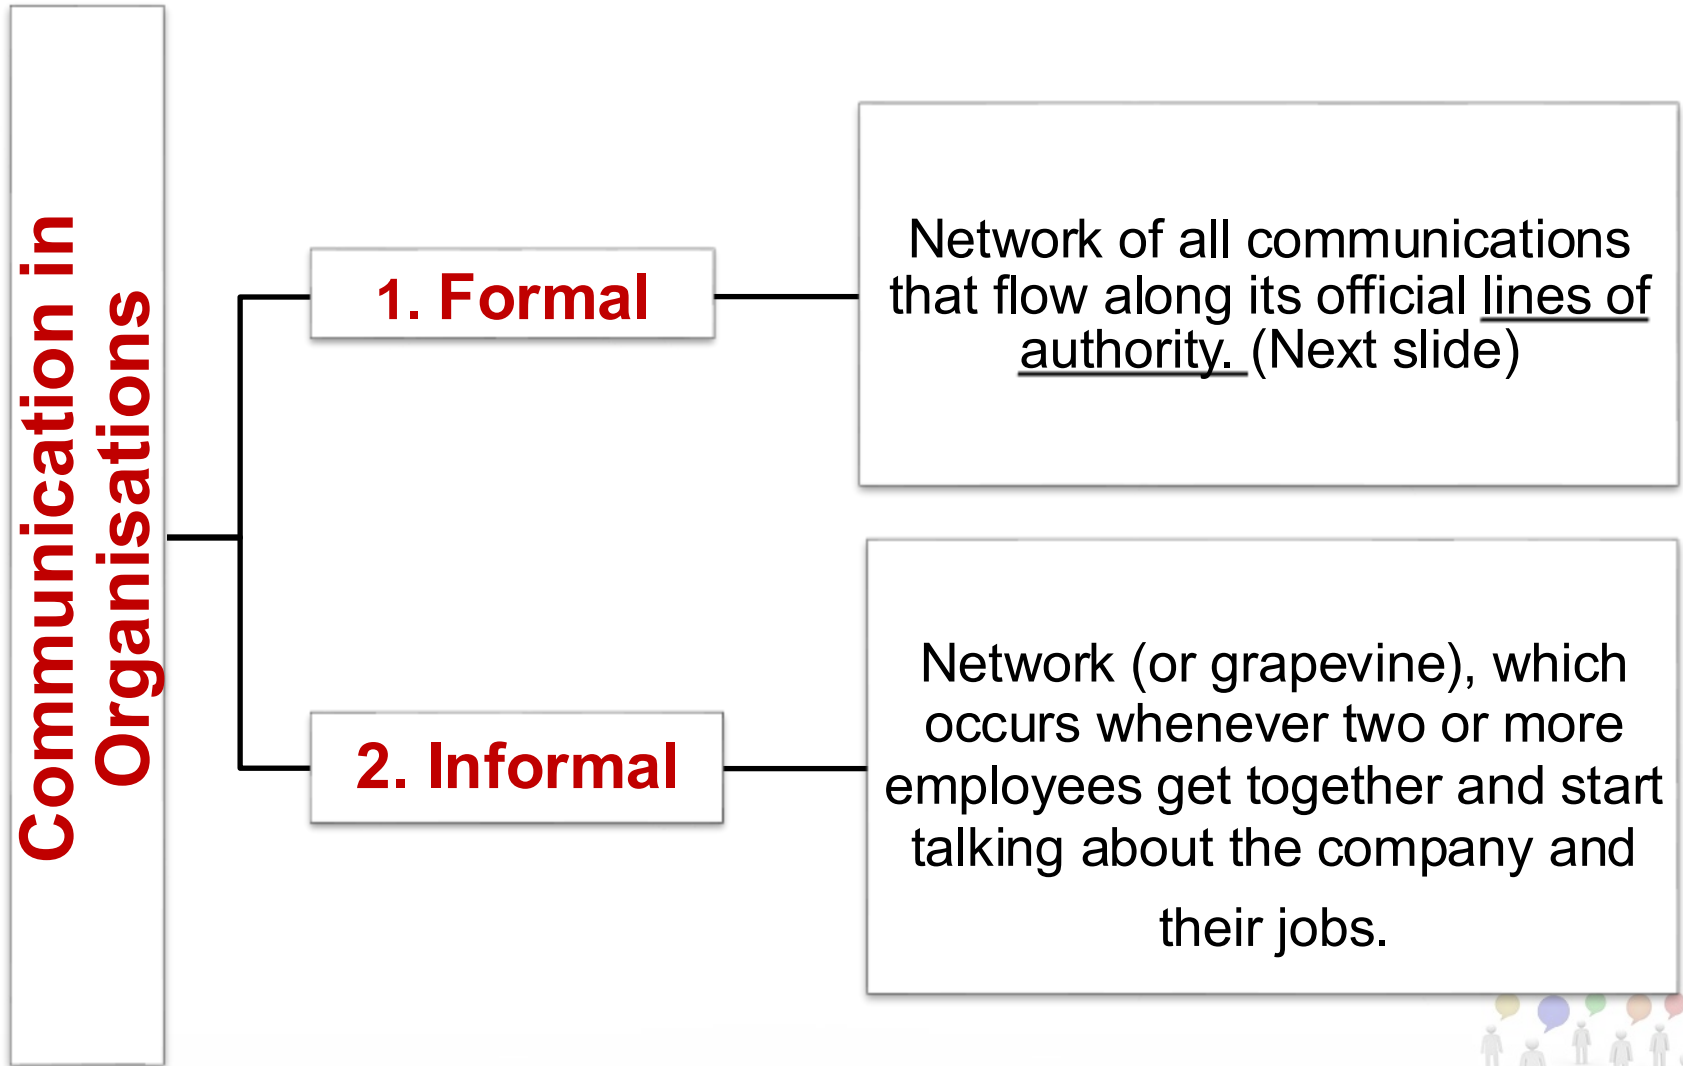 Communication in
Organisations
1. Formal
Network of all communications
that flow along its official lines of
authority. (Next slide)
2. Informal
Network (or grapevine), which
occurs whenever two or more
employees get together and start
talking about the company and
their jobs.